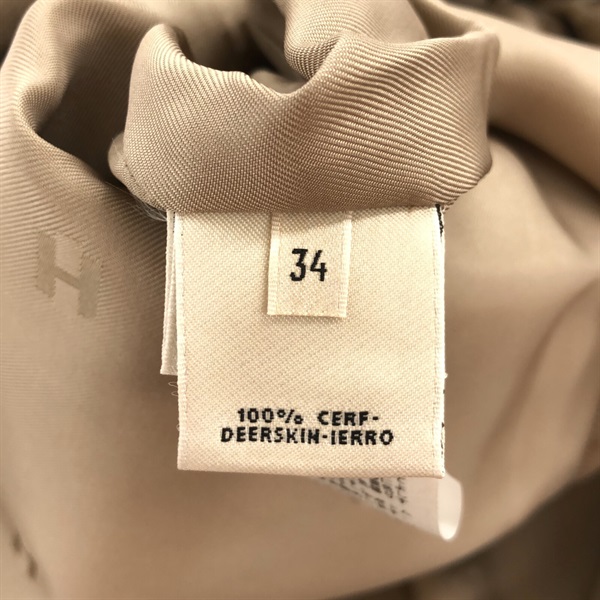 H
34
100% CERF-
DEERSKIN-IERRO